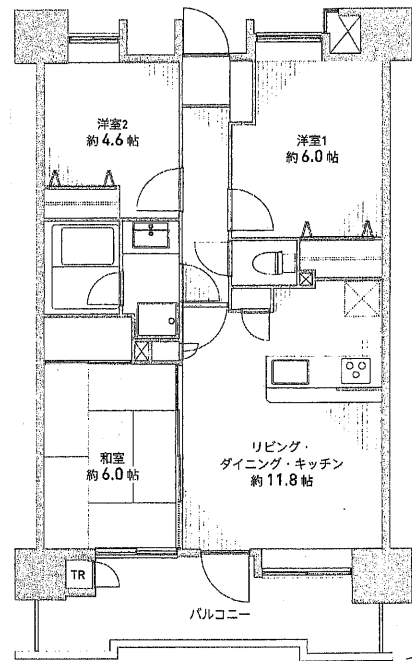 洋室2
約4.6帖
洋室1
約6.0帖
和室
約6.0帖
リビング・
ダイニング・キッチン
約11.8帖
TR
バルコニー